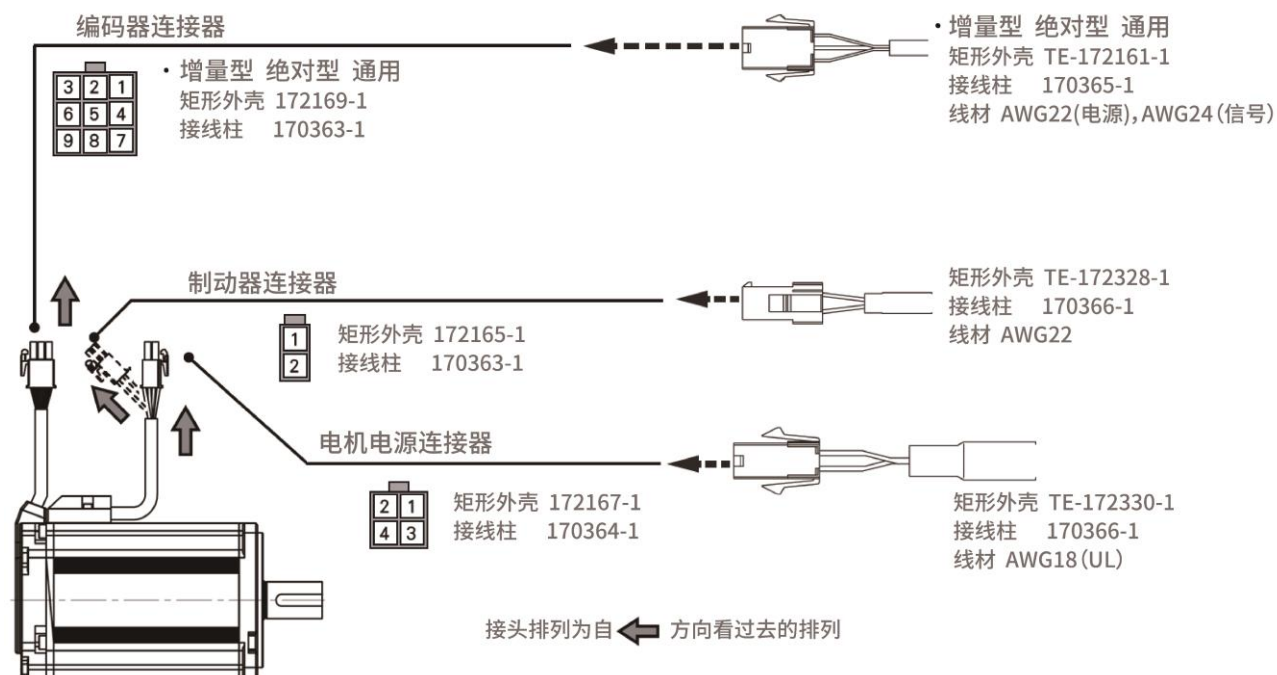 编码器连接器
・增量型 绝对型 通用
矩形外壳 172169-1
接线柱 170363-1
3 2 1
6 5 4
9 8 7
・增量型 绝对型 通用
矩形外壳 TE-172161-1
接线柱 170365-1
线材 AWG22(电源),AWG24(信号)
制动器连接器
1
2
矩形外壳 172165-1
接线柱 170363-1
矩形外壳 TE-172328-1
接线柱 170366-1
线材 AWG22
电机电源连接器
2 1
4 3
矩形外壳 172167-1
接线柱 170364-1
矩形外壳 TE-172330-1
接线柱 170366-1
线材 AWG18(UL)
接头排列为自 方向看过去的排列